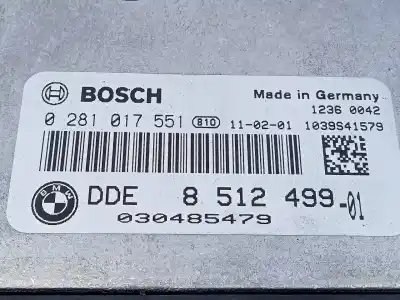 BOSCH
Made in Germany
1236 0042
0 281 017 551 810 11-02-01 1039S41579
BMW
DDE 8 512 499-01
030485479